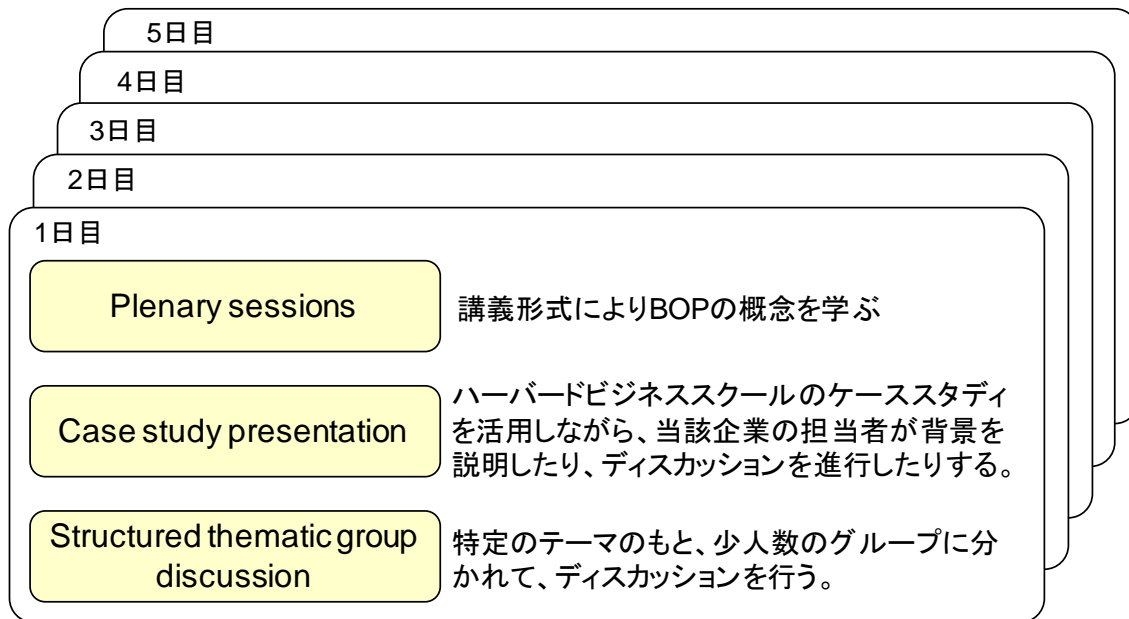 5日目
4日目
3日目
2日目
1日目
Plenary sessions
講義形式によりBOPの概念を学ぶ
Case study presentation
ハーバードビジネススクールのケーススタディ
を活用しながら、当該企業の担当者が背景を
説明したり、ディスカッションを進行したりする。
Structured thematic group
discussion
特定のテーマのもと、少人数のグループに分
かれて、ディスカッションを行う。